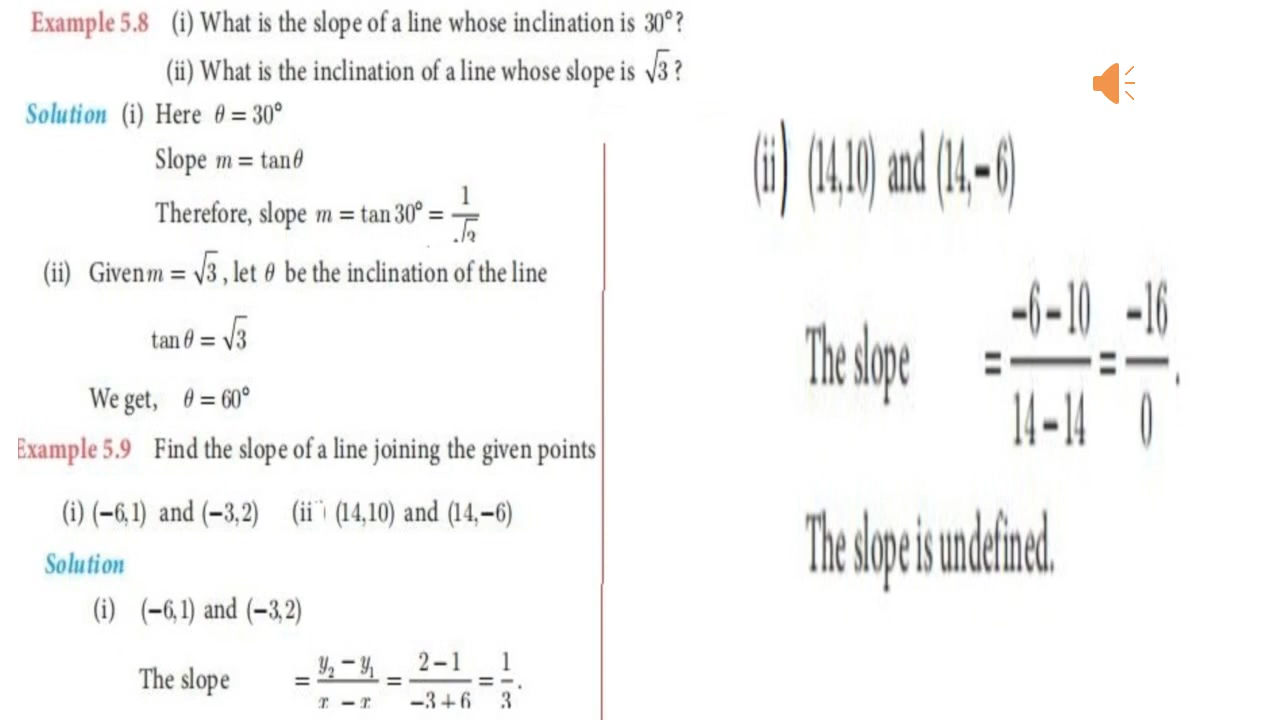 Example 5.8 (i) What is the slope of a line whose inclination is 30°?
(ii) What is the inclination of a line whose slope is √3 ?
Solution (i) Here θ = 30°
Slope m = tanθ
Therefore, slope m = tan 30° = 1/√3
(ii) Given m = √3 , let θ be the inclination of the line
tan θ = √3
We get, θ = 60°
Example 5.9 Find the slope of a line joining the given points
(i) (−6,1) and (−3,2) (ii) (14,10) and (14,−6)
Solution
(i) (−6,1) and (−3,2)
The slope = (y₂ − y₁)/(x − x) = (2−1)/(−3+6) = 1/3 .
(ii) (14,10) and (14,−6)
The slope = (−6−10)/(14−14) = −16/0 .
The slope is undefined.